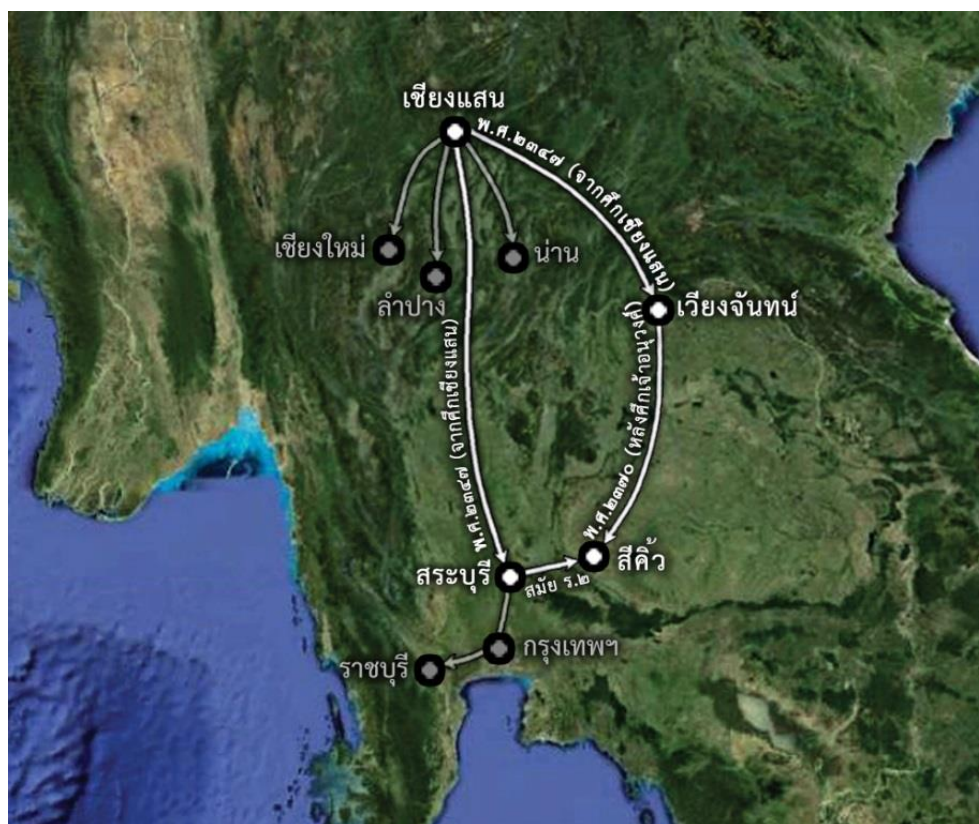 เชียงแสน
พ.ศ.๒๓๔๗ (จากศึกเชียงแสน)
เชียงใหม่
น่าน
ลำปาง
เวียงจันทน์
พ.ศ.๒๓๔๗ (จากศึกเชียงแสน)
พ.ศ.๒๓๗๐ (หลังศึกเจ้าอนุวงศ์)
สระบุรี
สีคิ้ว
สมัย ร.๒
กรุงเทพฯ
ราชบุรี